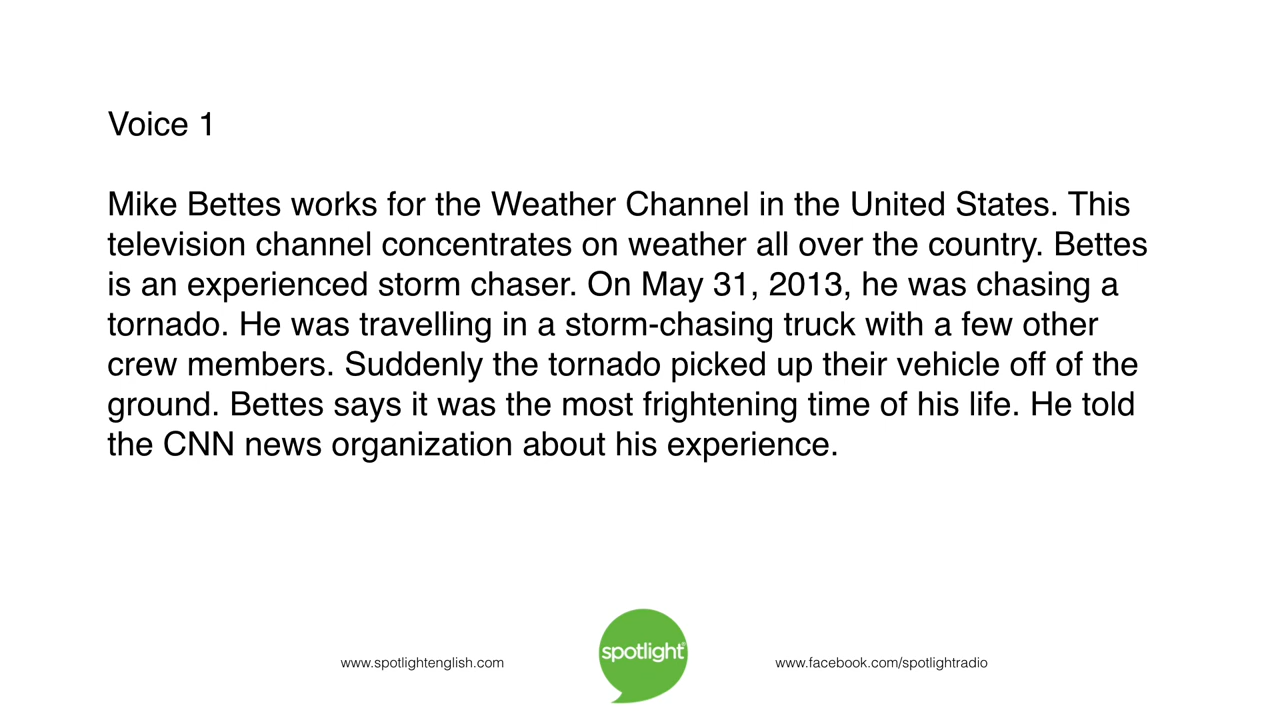 Voice 1
Mike Bettes works for the Weather Channel in the United States. This
television channel concentrates on weather all over the country. Bettes
is an experienced storm chaser. On May 31, 2013, he was chasing a
tornado. He was travelling in a storm-chasing truck with a few other
crew members. Suddenly the tornado picked up their vehicle off of the
ground. Bettes says it was the most frightening time of his life. He told
the CNN news organization about his experience.
www.spotlightenglish.com
spotlight®
www.facebook.com/spotlightradio